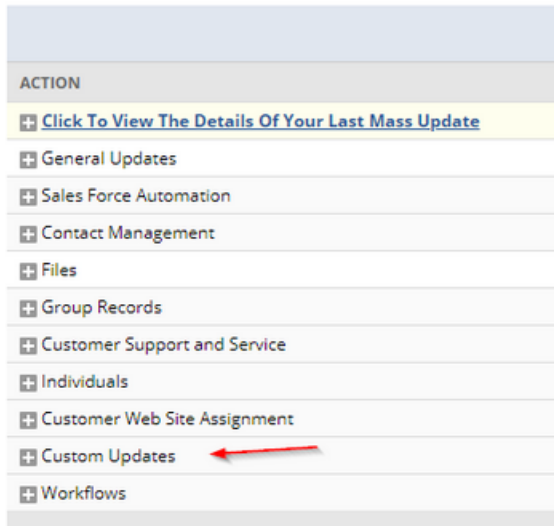 ACTION
Click To View The Details Of Your Last Mass Update
General Updates
Sales Force Automation
Contact Management
Files
Group Records
Customer Support and Service
Individuals
Customer Web Site Assignment
Custom Updates
Workflows